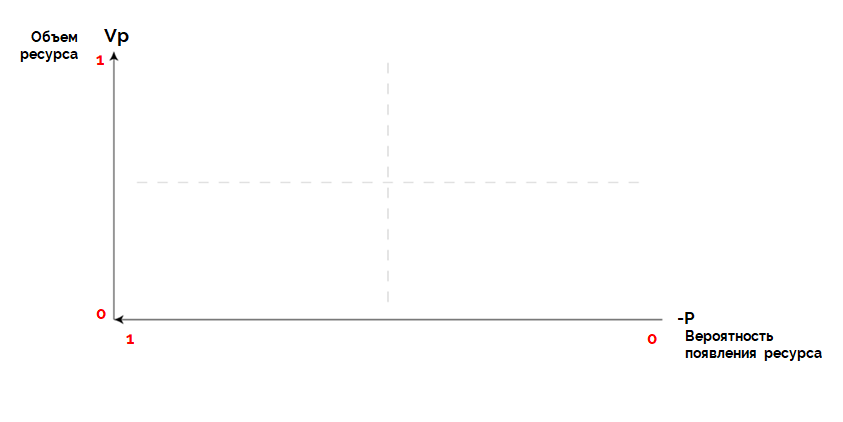 Объем
ресурса
Vp
1
0
1
0
-P
Вероятность
появления ресурса